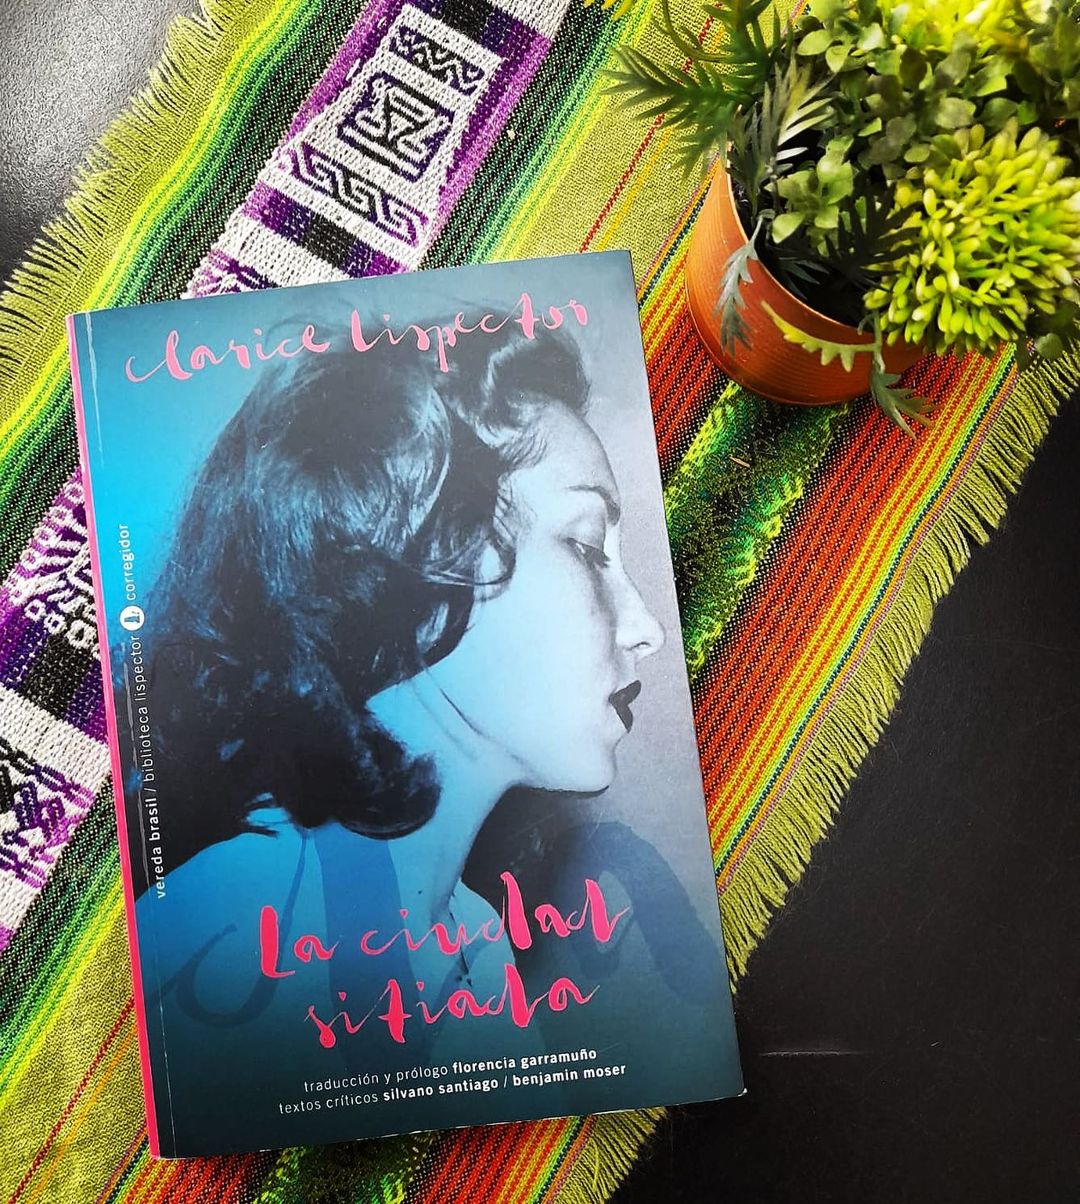 clarice lispector
vereda brasil / biblioteca lispector corregidor
La ciudad
sitiada
traducción y prólogo florencia garramuño
textos críticos silvano santiago / benjamin moser